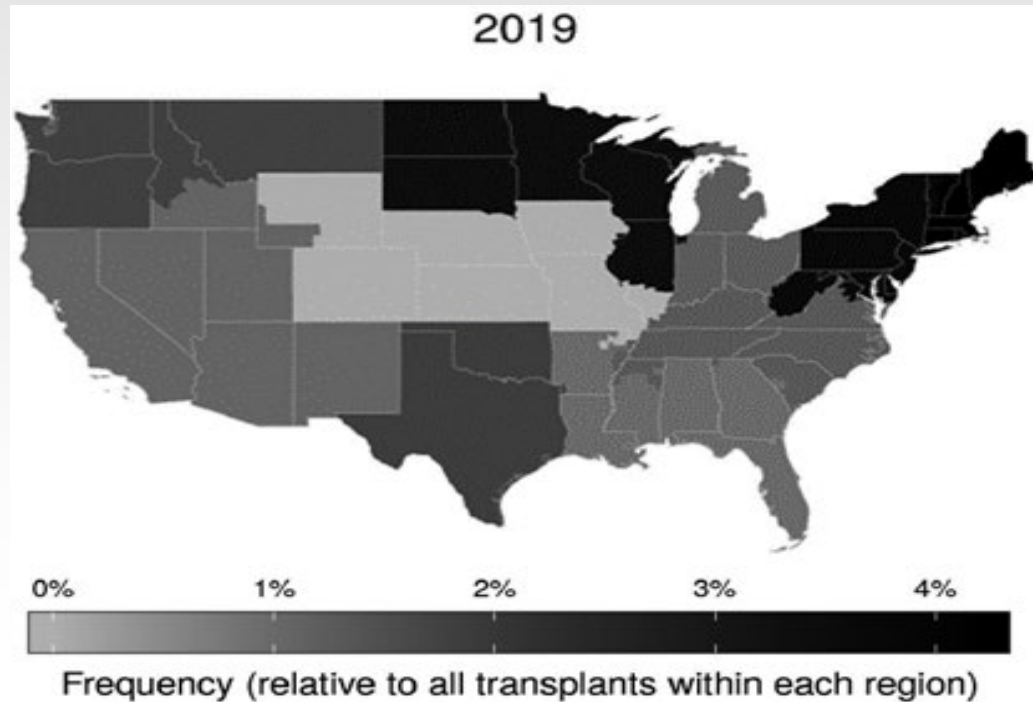 2019
0% 1% 2% 3% 4%
Frequency (relative to all transplants within each region)